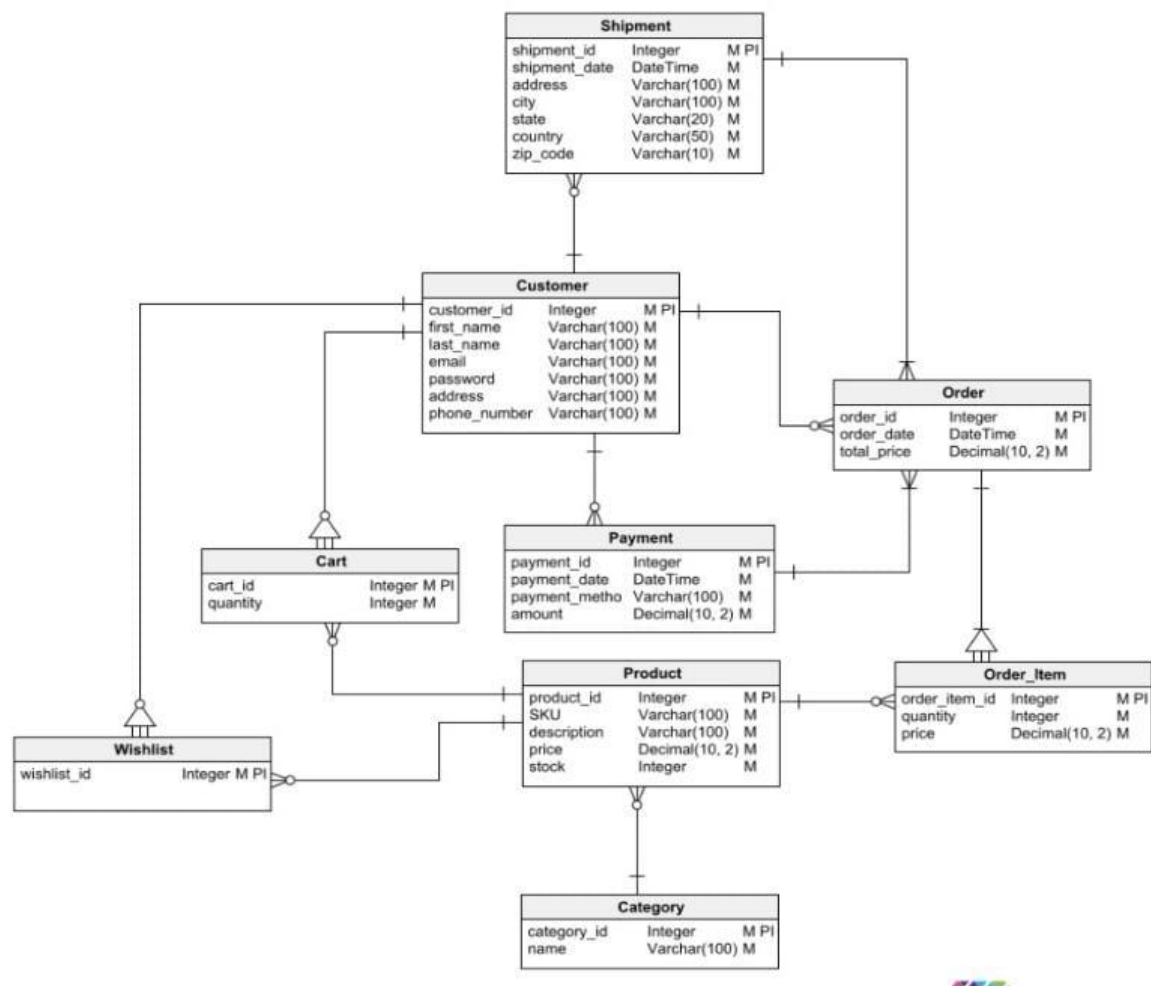 Shipment
shipment_id Integer M PI
shipment_date DateTime M
address Varchar(100) M
city Varchar(100) M
state Varchar(20) M
country Varchar(50) M
zip_code Varchar(10) M
Customer
customer_id Integer M PI
first_name Varchar(100) M
last_name Varchar(100) M
email Varchar(100) M
password Varchar(100) M
address Varchar(100) M
phone_number Varchar(100) M
Order
order_id Integer M PI
order_date DateTime M
total_price Decimal(10, 2) M
Payment
payment_id Integer M PI
payment_date DateTime M
payment_metho Varchar(100) M
amount Decimal(10, 2) M
Cart
cart_id Integer M PI
quantity Integer M
Product
product_id Integer M PI
SKU Varchar(100) M
description Varchar(100) M
price Decimal(10, 2) M
stock Integer M
Order_Item
order_item_id Integer M PI
quantity Integer M
price Decimal(10, 2) M
Wishlist
wishlist_id Integer M PI
Category
category_id Integer M PI
name Varchar(100) M